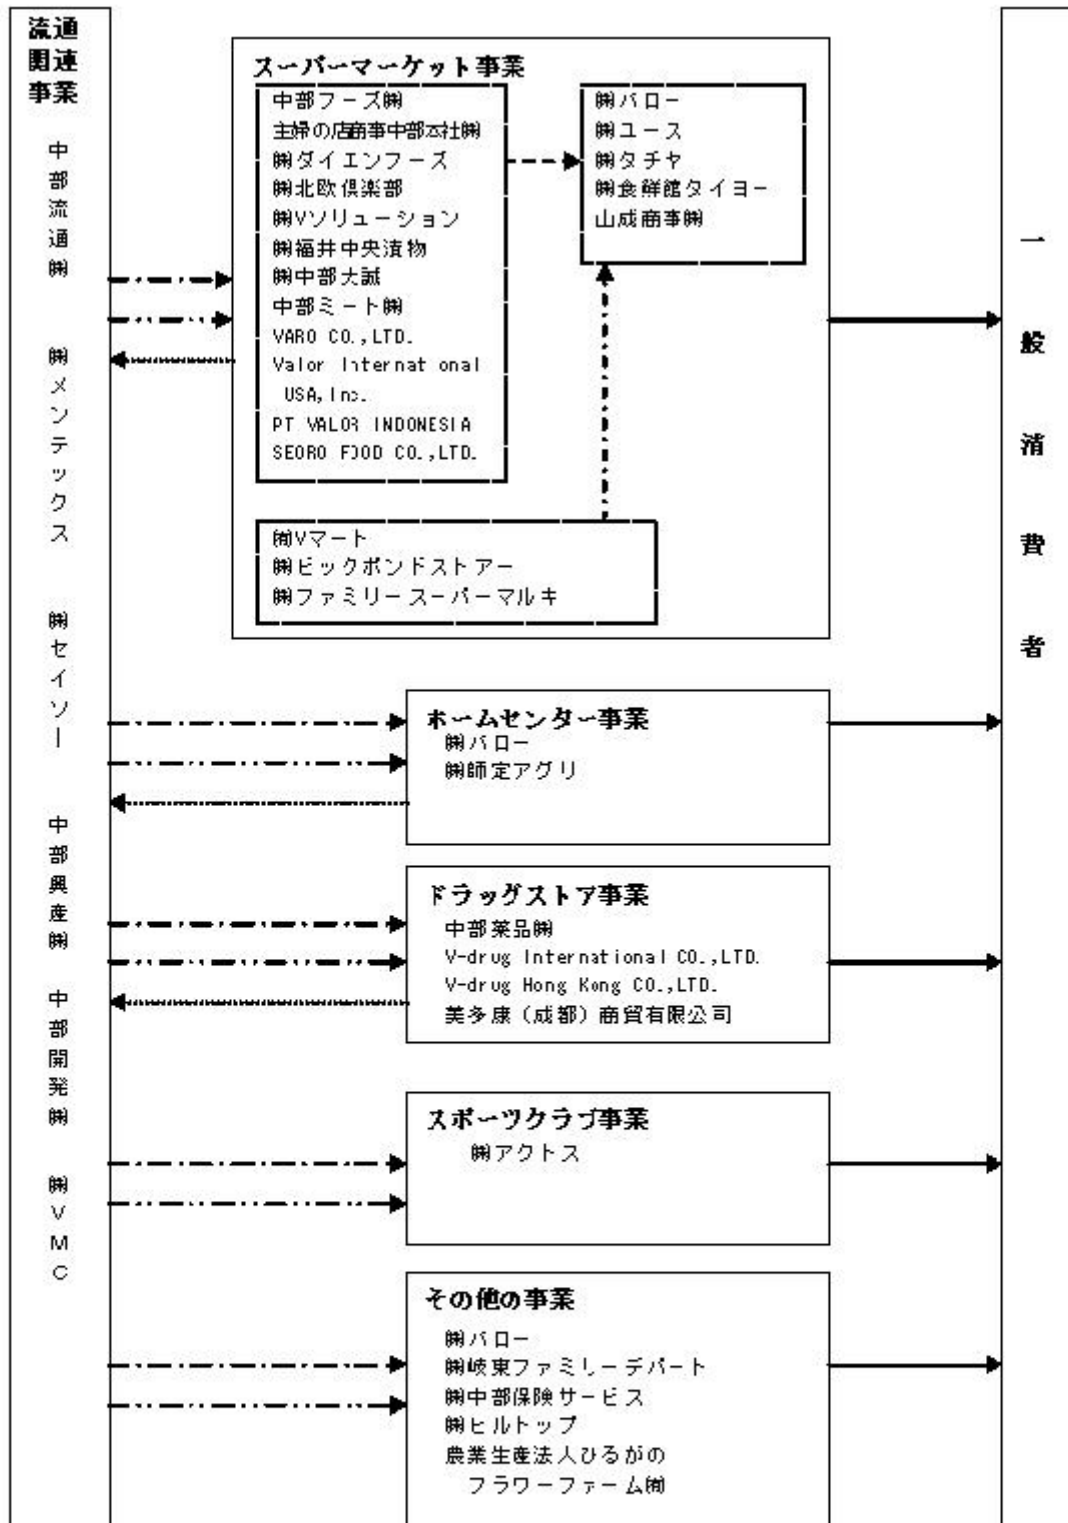 流通
関連
事業
中部流通㈱
㈱メンテックス
㈱セイソー
中部興産㈱
中部開発㈱
㈱VMC
スーパーマーケット事業
中部フーズ㈱
主婦の店商事中部本社㈱
㈱ダイエンフーズ
㈱北欧倶楽部
㈱Vソリューション
㈱福井中央漬物
㈱中部大誠
中部ミート㈱
VARO CO.,LTD.
Valor International
USA,Inc.
PT VALOR INDONESIA
SEORO FOOD CO.,LTD.
㈱バロー
㈱ユース
㈱タチヤ
㈱食鮮館タイヨー
山成商事㈱
㈲Vマート
㈱ビックポンドストアー
㈱ファミリースーパーマルキ
ホームセンター事業
㈱バロー
㈱師定アグリ
ドラッグストア事業
中部薬品㈱
V-drug International CO.,LTD.
V-drug Hong Kong CO.,LTD.
美多康（成都）商貿有限公司
スポーツクラブ事業
㈱アクトス
その他の事業
㈱バロー
㈱岐東ファミリーデパート
㈱中部保険サービス
㈱ヒルトップ
農業生産法人ひるがの
フラワーファーム㈲
一般消費者